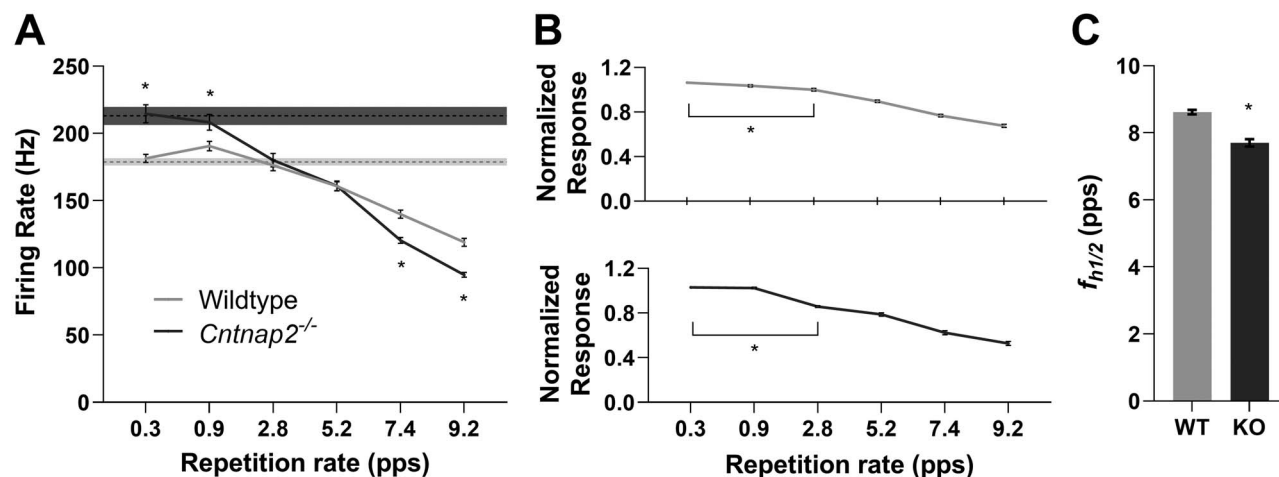 A
250
200
150
100
50
0
Firing Rate (Hz)
*
*
*
*
Wildtype
Cntnap2-/-
0.3 0.9 2.8 5.2 7.4 9.2
Repetition rate (pps)
B
1.2
0.8
0.4
0.0
Normalized
Response
*
1.2
0.8
0.4
0.0
Normalized
Response
*
0.3 0.9 2.8 5.2 7.4 9.2
Repetition rate (pps)
C
10
8
6
4
2
0
fh1/2 (pps)
*
WT KO